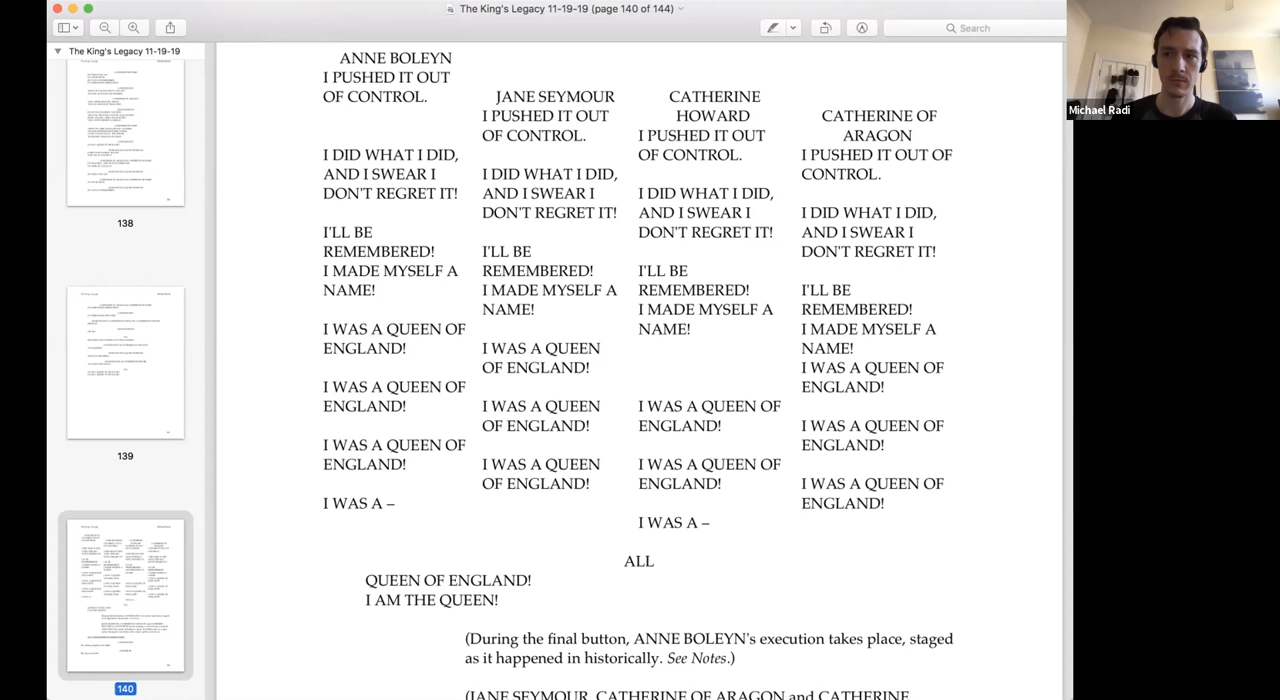 The King's Legacy 11-19-19 (page 140 of 144)
Search
Michael Radi
The King's Legacy 11-19-19
138
139
140
ANNE BOLEYN
I PUSHED IT OUT
OF CONTROL.
I DID WHAT I DID,
AND I SWEAR I
DON'T REGRET IT!
I'LL BE
REMEMBERED!
I MADE MYSELF A
NAME!
I WAS A QUEEN OF
ENGLAND!
I WAS A QUEEN OF
ENGLAND!
I WAS A QUEEN OF
ENGLAND!
I WAS A –
JANE SEYMOUR
I PUSHED IT OUT
OF CONTROL.
I DID WHAT I DID,
AND I SWEAR I
DON'T REGRET IT!
I'LL BE
REMEMBERED!
I MADE MYSELF A
NAME!
I WAS A QUEEN
OF ENGLAND!
I WAS A QUEEN
OF ENGLAND!
I WAS A QUEEN
OF ENGLAND!
CATHERINE
HOWARD
I PUSHED IT OUT
OF CONTROL.
I DID WHAT I DID,
AND I SWEAR I
DON'T REGRET IT!
I'LL BE
REMEMBERED!
I MADE MYSELF A
NAME!
I WAS A QUEEN OF
ENGLAND!
I WAS A QUEEN OF
ENGLAND!
I WAS A –
CATHERINE OF
ARAGON
I PUSHED IT OUT OF
CONTROL.
I DID WHAT I DID,
AND I SWEAR I
DON'T REGRET IT!
I'LL BE
REMEMBERED!
I MADE MYSELF A
NAME!
I WAS A QUEEN OF
ENGLAND!
I WAS A QUEEN OF
ENGLAND!
I WAS A QUEEN OF
ENGLAND!
ALL
QUEEN OF ENGLAND!
I AM THE QUEEN!
(During the final button, ANNE BOLEYN's execution takes place, staged
as it happened in historically. See Notes.)
(JANE SEYMOUR, CATHERINE OF ARAGON and CATHERINE